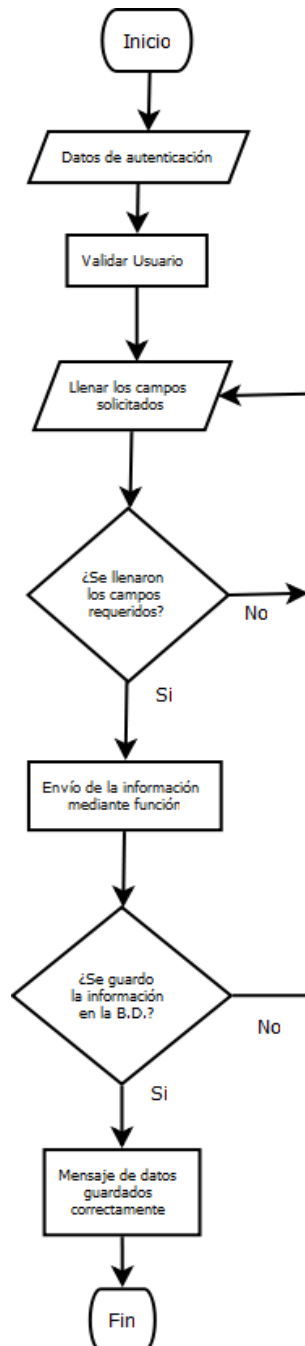 Inicio
Datos de autenticación
Validar Usuario
Llenar los campos
solicitados
¿Se llenaron
los campos
requeridos?
No
Si
Envío de la información
mediante función
¿Se guardo
la información
en la B.D.?
No
Si
Mensaje de datos
guardados
correctamente
Fin